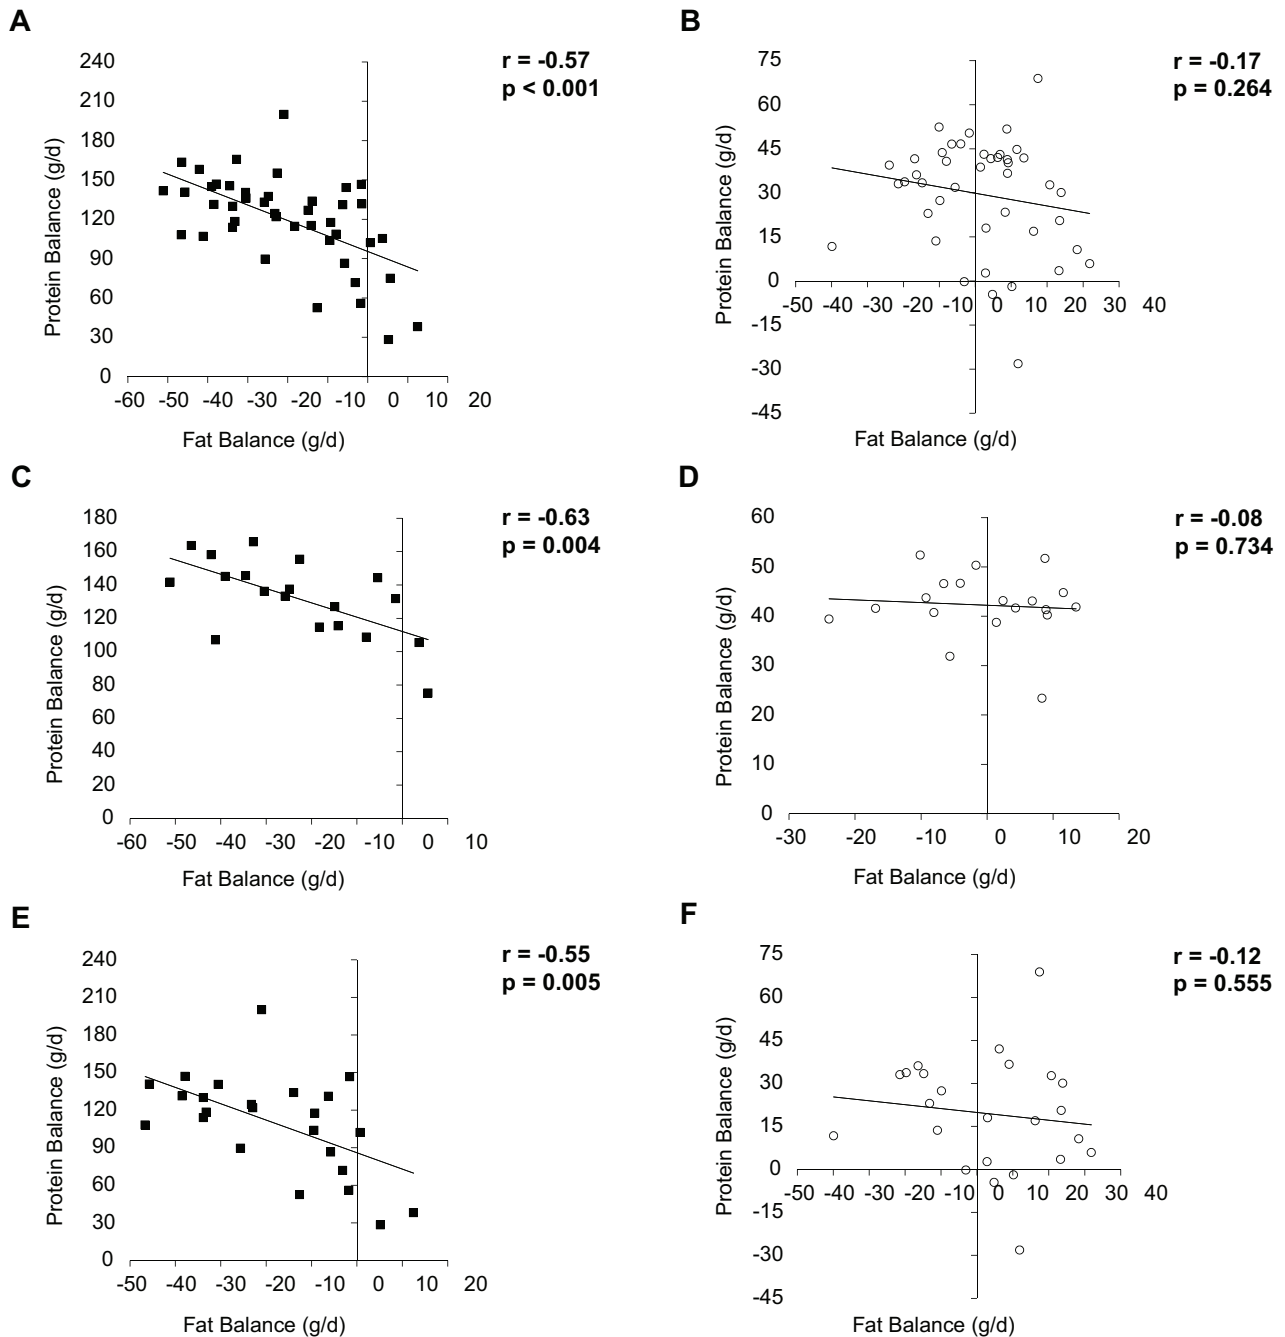 A
r = -0.57
p < 0.001
240
210
180
150
120
90
60
30
0
Protein Balance (g/d)
-60 -50 -40 -30 -20 -10 0 10 20
Fat Balance (g/d)
B
r = -0.17
p = 0.264
75
60
45
30
15
0
-15
-30
-45
Protein Balance (g/d)
-50 -40 -30 -20 -10 0 10 20 30 40
Fat Balance (g/d)
C
r = -0.63
p = 0.004
180
160
140
120
100
80
60
40
20
0
Protein Balance (g/d)
-60 -50 -40 -30 -20 -10 0 10
Fat Balance (g/d)
D
r = -0.08
p = 0.734
60
50
40
30
20
10
0
Protein Balance (g/d)
-30 -20 -10 0 10 20
Fat Balance (g/d)
E
r = -0.55
p = 0.005
240
210
180
150
120
90
60
30
0
Protein Balance (g/d)
-50 -40 -30 -20 -10 0 10 20
Fat Balance (g/d)
F
r = -0.12
p = 0.555
75
60
45
30
15
0
-15
-30
-45
Protein Balance (g/d)
-50 -40 -30 -20 -10 0 10 20 30 40
Fat Balance (g/d)